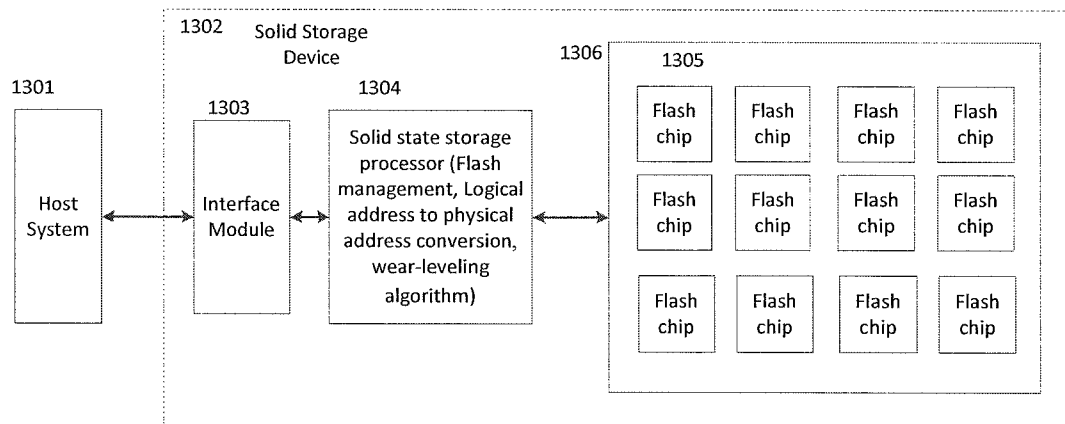 1302
Solid Storage
Device
1306
1305
1301
1303
1304
Host
System
Interface
Module
Solid state storage
processor (Flash
management, Logical
address to physical
address conversion,
wear-leveling
algorithm)
Flash
chip
Flash
chip
Flash
chip
Flash
chip
Flash
chip
Flash
chip
Flash
chip
Flash
chip
Flash
chip
Flash
chip
Flash
chip
Flash
chip